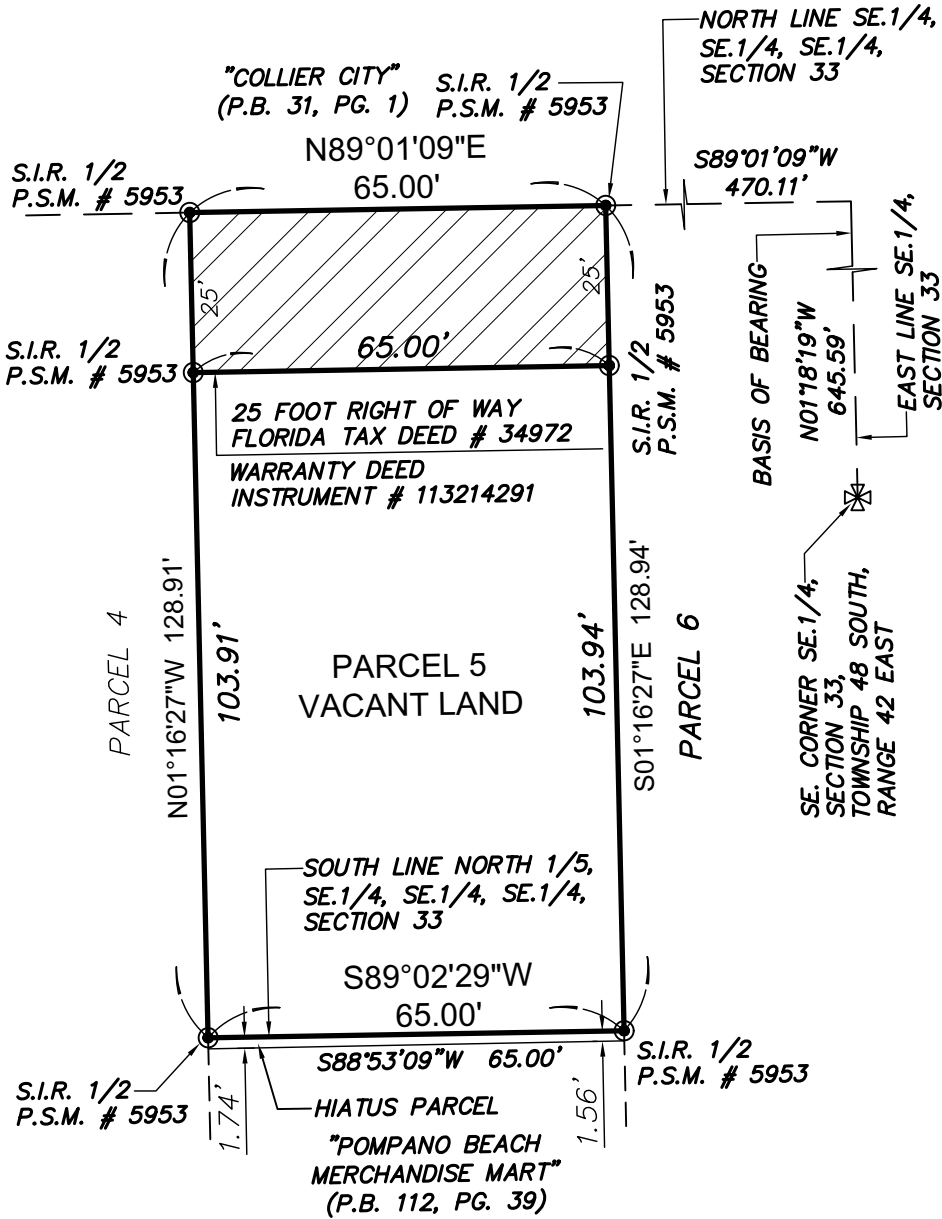 NORTH LINE SE.1/4,
SE.1/4, SE.1/4,
SECTION 33
"COLLIER CITY"
(P.B. 31, PG. 1)
S.I.R. 1/2
P.S.M. # 5953
N89°01'09"E
65.00'
S.I.R. 1/2
P.S.M. # 5953
S89°01'09"W
470.11'
25'
25'
BASIS OF BEARING
N01°18'19"W
645.59'
EAST LINE SE.1/4,
SECTION 33
S.I.R. 1/2
P.S.M. # 5953
65.00'
S.I.R. 1/2
P.S.M. # 5953
25 FOOT RIGHT OF WAY
FLORIDA TAX DEED # 34972
WARRANTY DEED
INSTRUMENT # 113214291
PARCEL 4
N01°16'27"W 128.91'
103.91'
PARCEL 5
VACANT LAND
103.94'
S01°16'27"E 128.94'
PARCEL 6
SE. CORNER SE.1/4,
SECTION 33,
TOWNSHIP 48 SOUTH,
RANGE 42 EAST
SOUTH LINE NORTH 1/5,
SE.1/4, SE.1/4, SE.1/4,
SECTION 33
S89°02'29"W
65.00'
S88°53'09"W 65.00'
S.I.R. 1/2
P.S.M. # 5953
S.I.R. 1/2
P.S.M. # 5953
1.74'
HIATUS PARCEL
1.56'
"POMPANO BEACH
MERCHANDISE MART"
(P.B. 112, PG. 39)